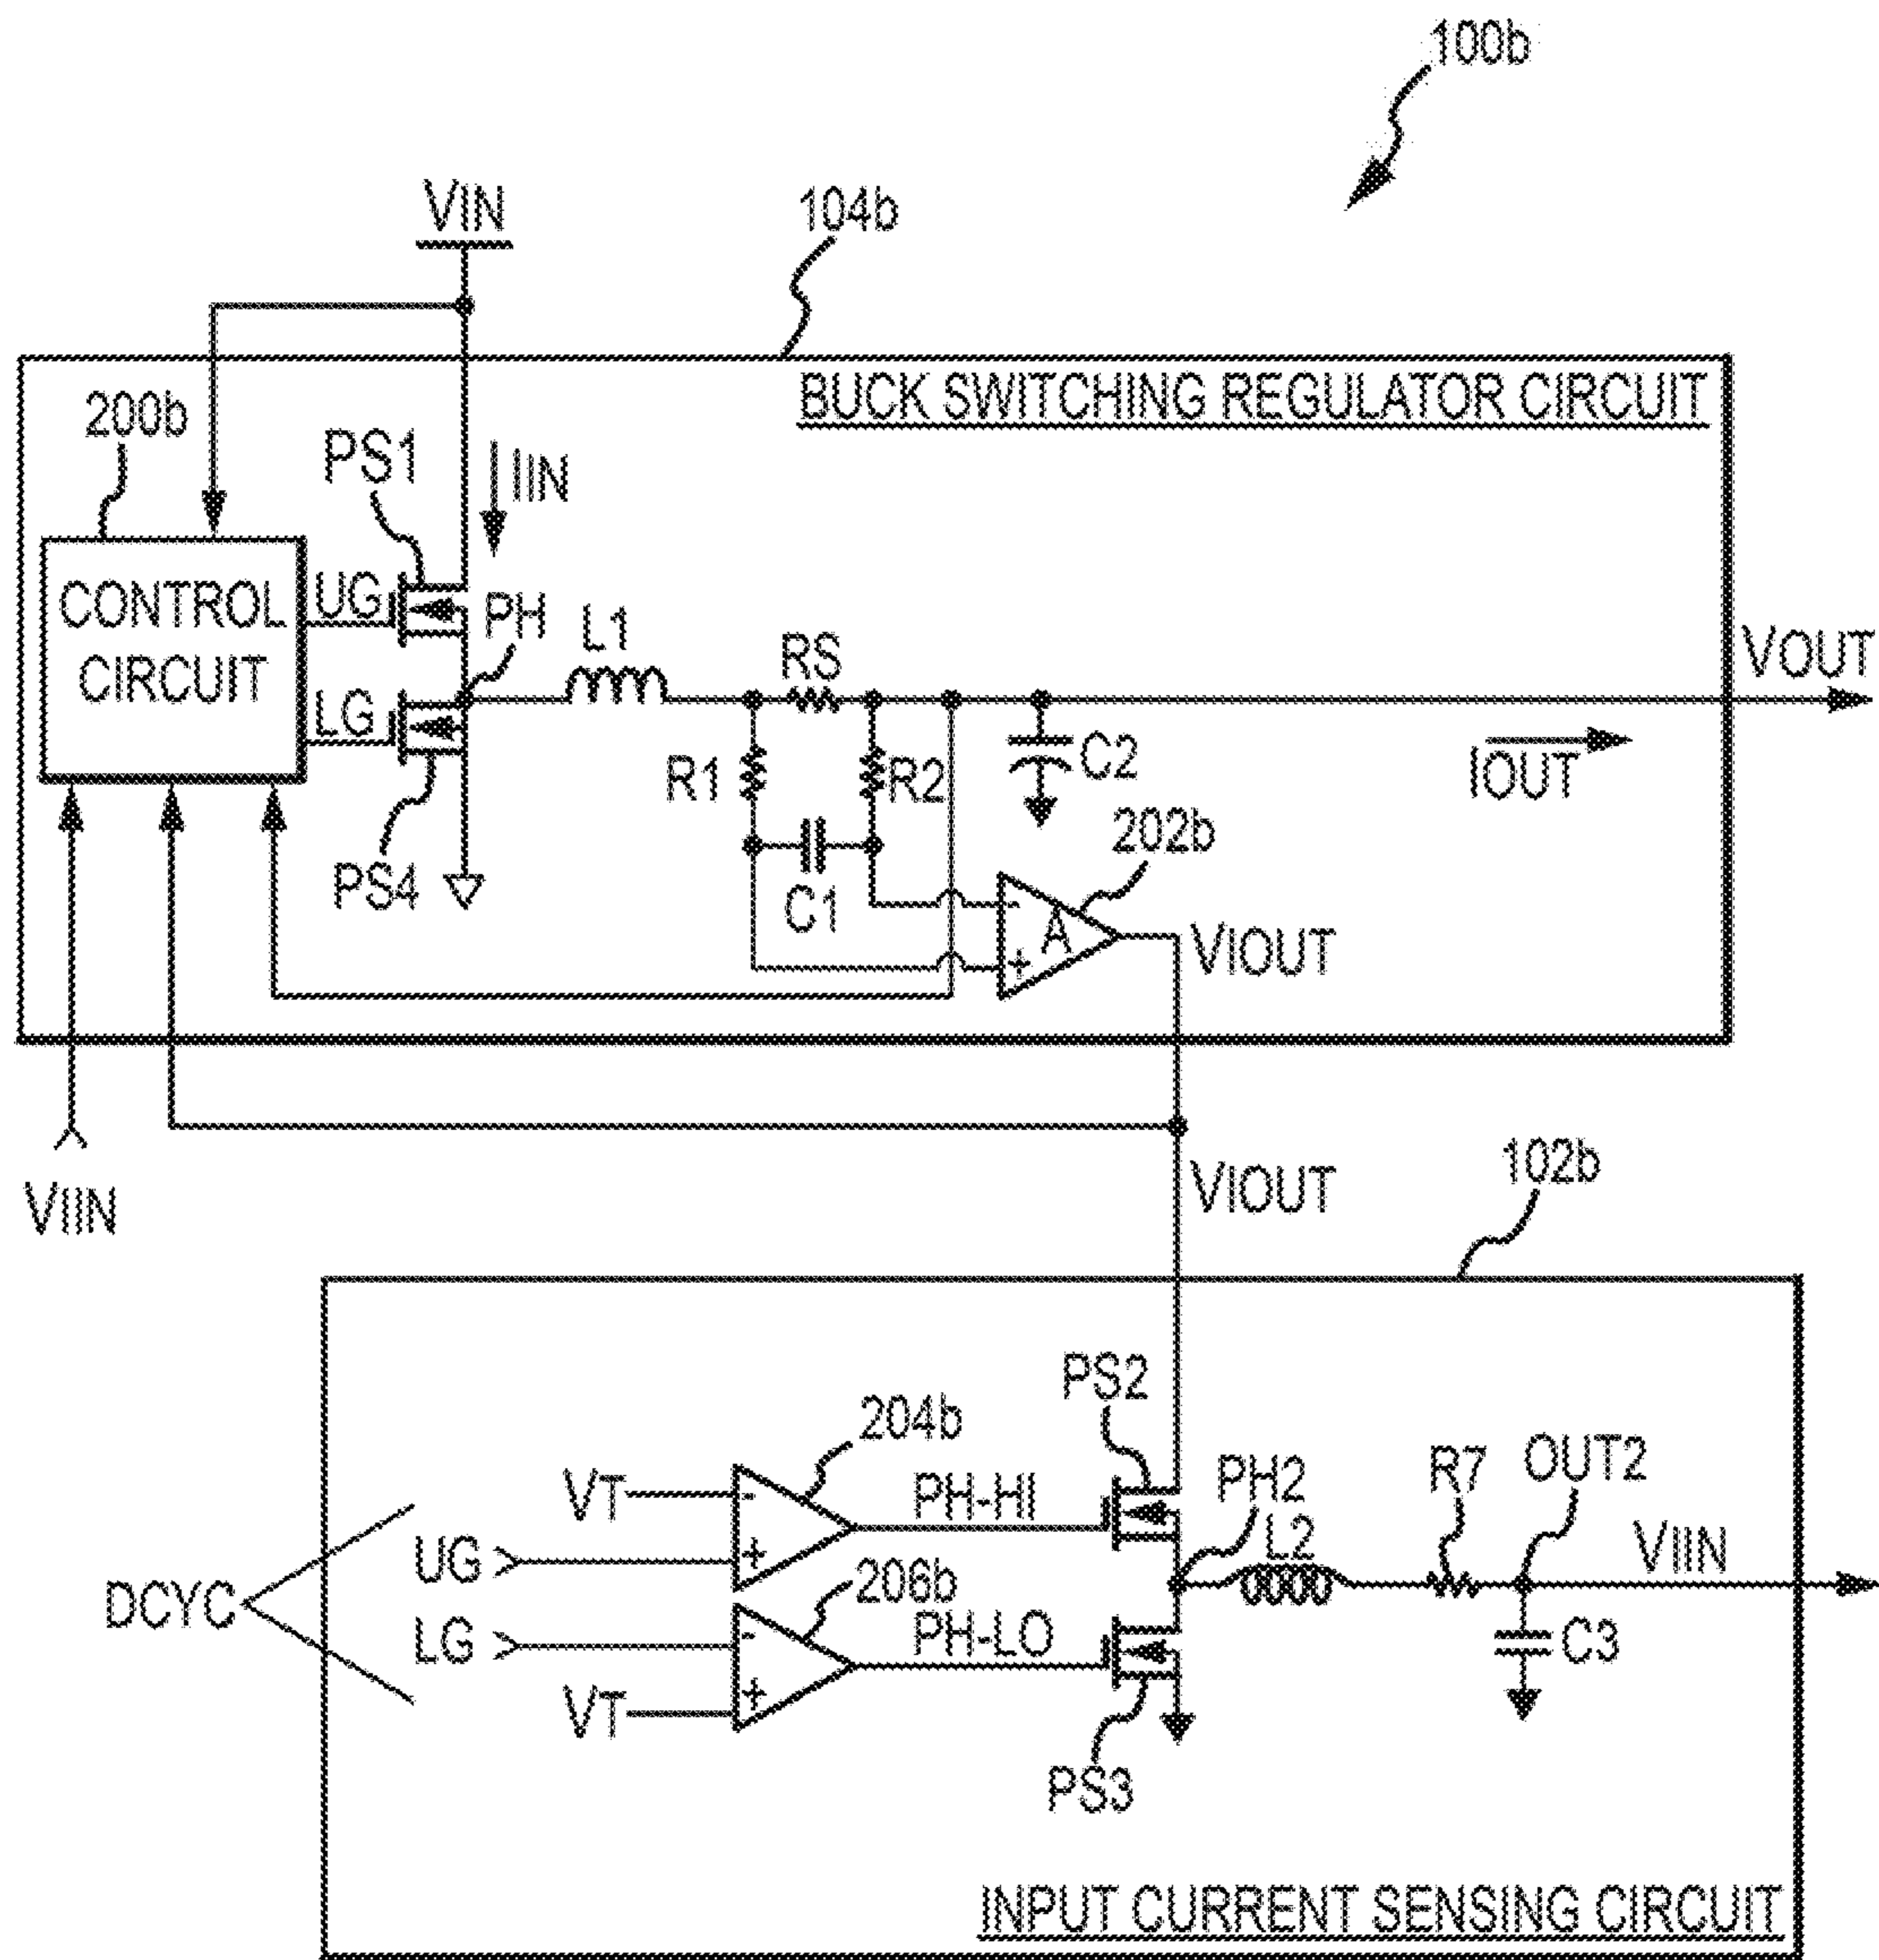 100b
VIN
104b
BUCK SWITCHING REGULATOR CIRCUIT
200b
PS1
IIN
CONTROL
CIRCUIT
UG
PH
L1
RS
VOUT
LG
R1
R2
C2
IOUT
PS4
C1
202b
-
A
+
VIOUT
VIIN
VIOUT
102b
PS2
204b
VT
-
PH-HI
PH2
R7
OUT2
UG
+
L2
VIIN
DCYC
206b
LG
-
PH-LO
C3
VT
+
PS3
INPUT CURRENT SENSING CIRCUIT